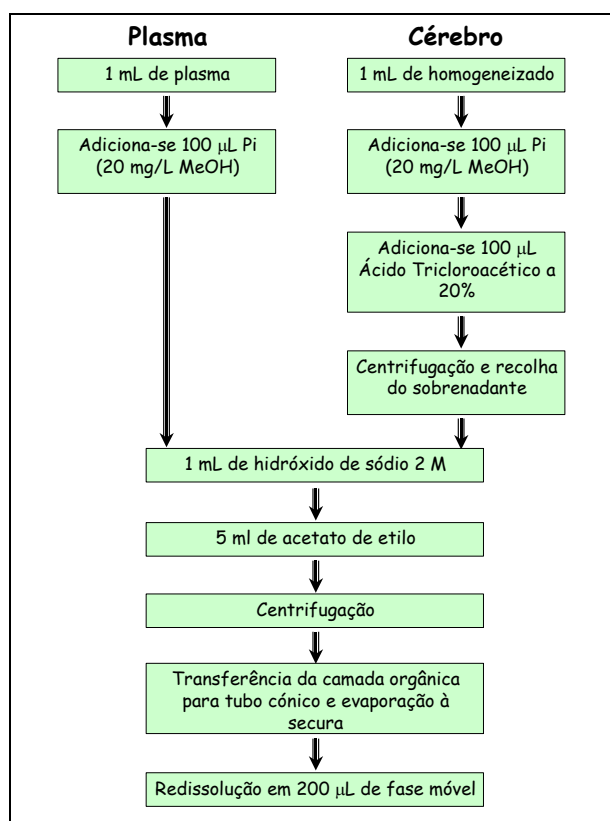 Plasma
Cérebro
1 mL de plasma
1 mL de homogeneizado
Adiciona-se 100 μL Pi
(20 mg/L MeOH)
Adiciona-se 100 μL Pi
(20 mg/L MeOH)
Adiciona-se 100 μL
Ácido Tricloroacético a
20%
Centrifugação e recolha
do sobrenadante
1 mL de hidróxido de sódio 2 M
5 ml de acetato de etilo
Centrifugação
Transferência da camada orgânica
para tubo cónico e evaporação à
secura
Redissolução em 200 μL de fase móvel